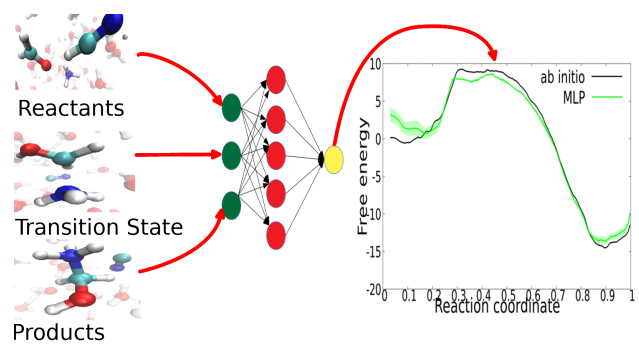 Reactants
Transition State
Products
ab initio
MLP
Free energy
10
5
0
-5
-10
-15
-20
0 0.1 0.2 0.3 0.4 0.5 0.6 0.7 0.8 0.9 1
Reaction coordinate